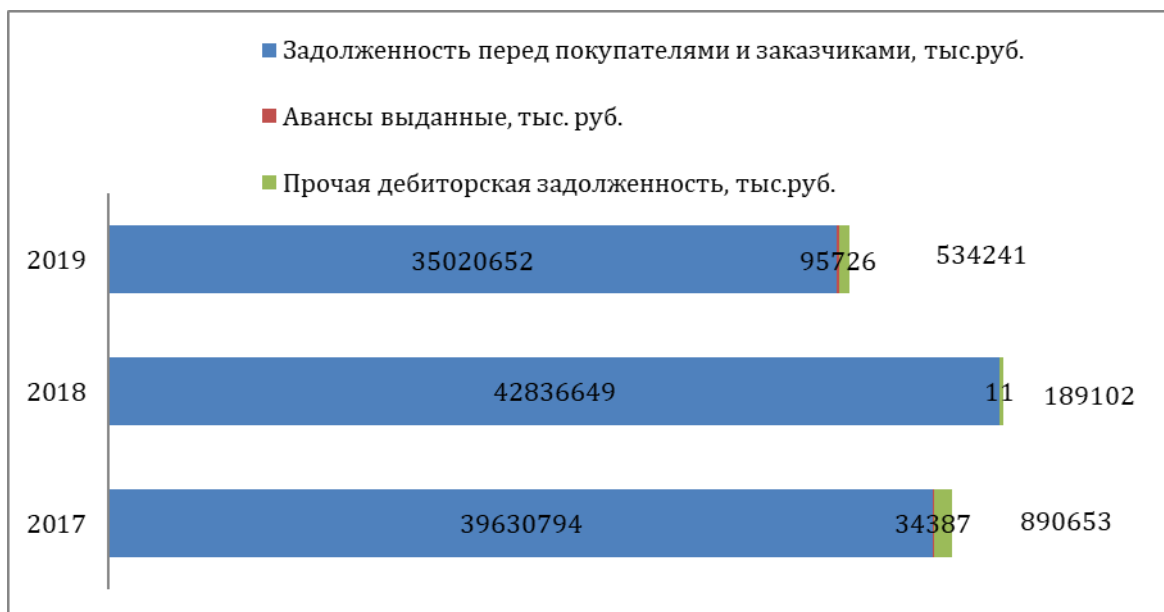 Задолженность перед покупателями и заказчиками, тыс.руб.
Авансы выданные, тыс. руб.
Прочая дебиторская задолженность, тыс.руб.
2019 35020652 95726 534241
2018 42836649 11 189102
2017 39630794 34387 890653